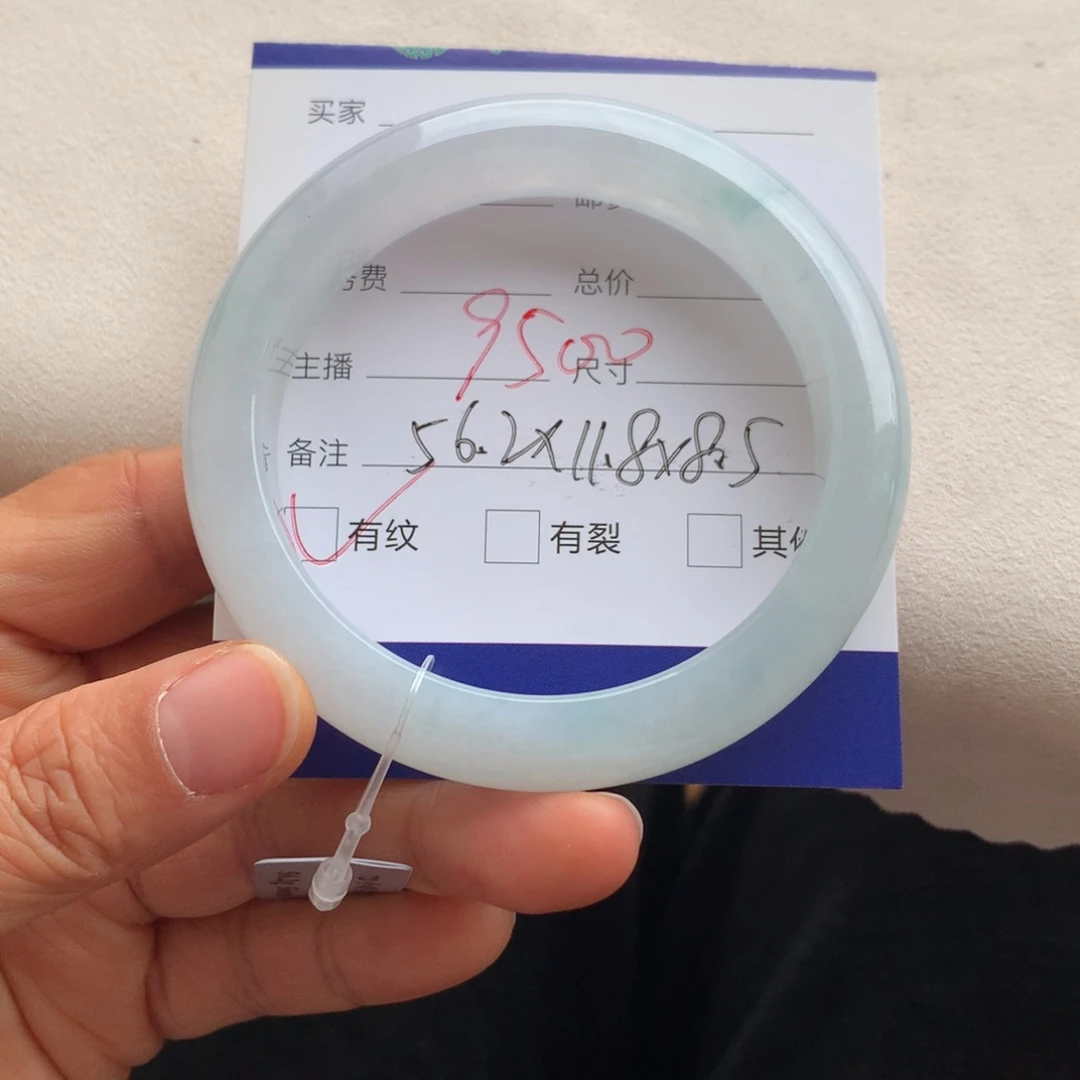 买家
费 总价
9500
主播 尺寸
56.2x11.8x8.5
备注
有纹 有裂 其